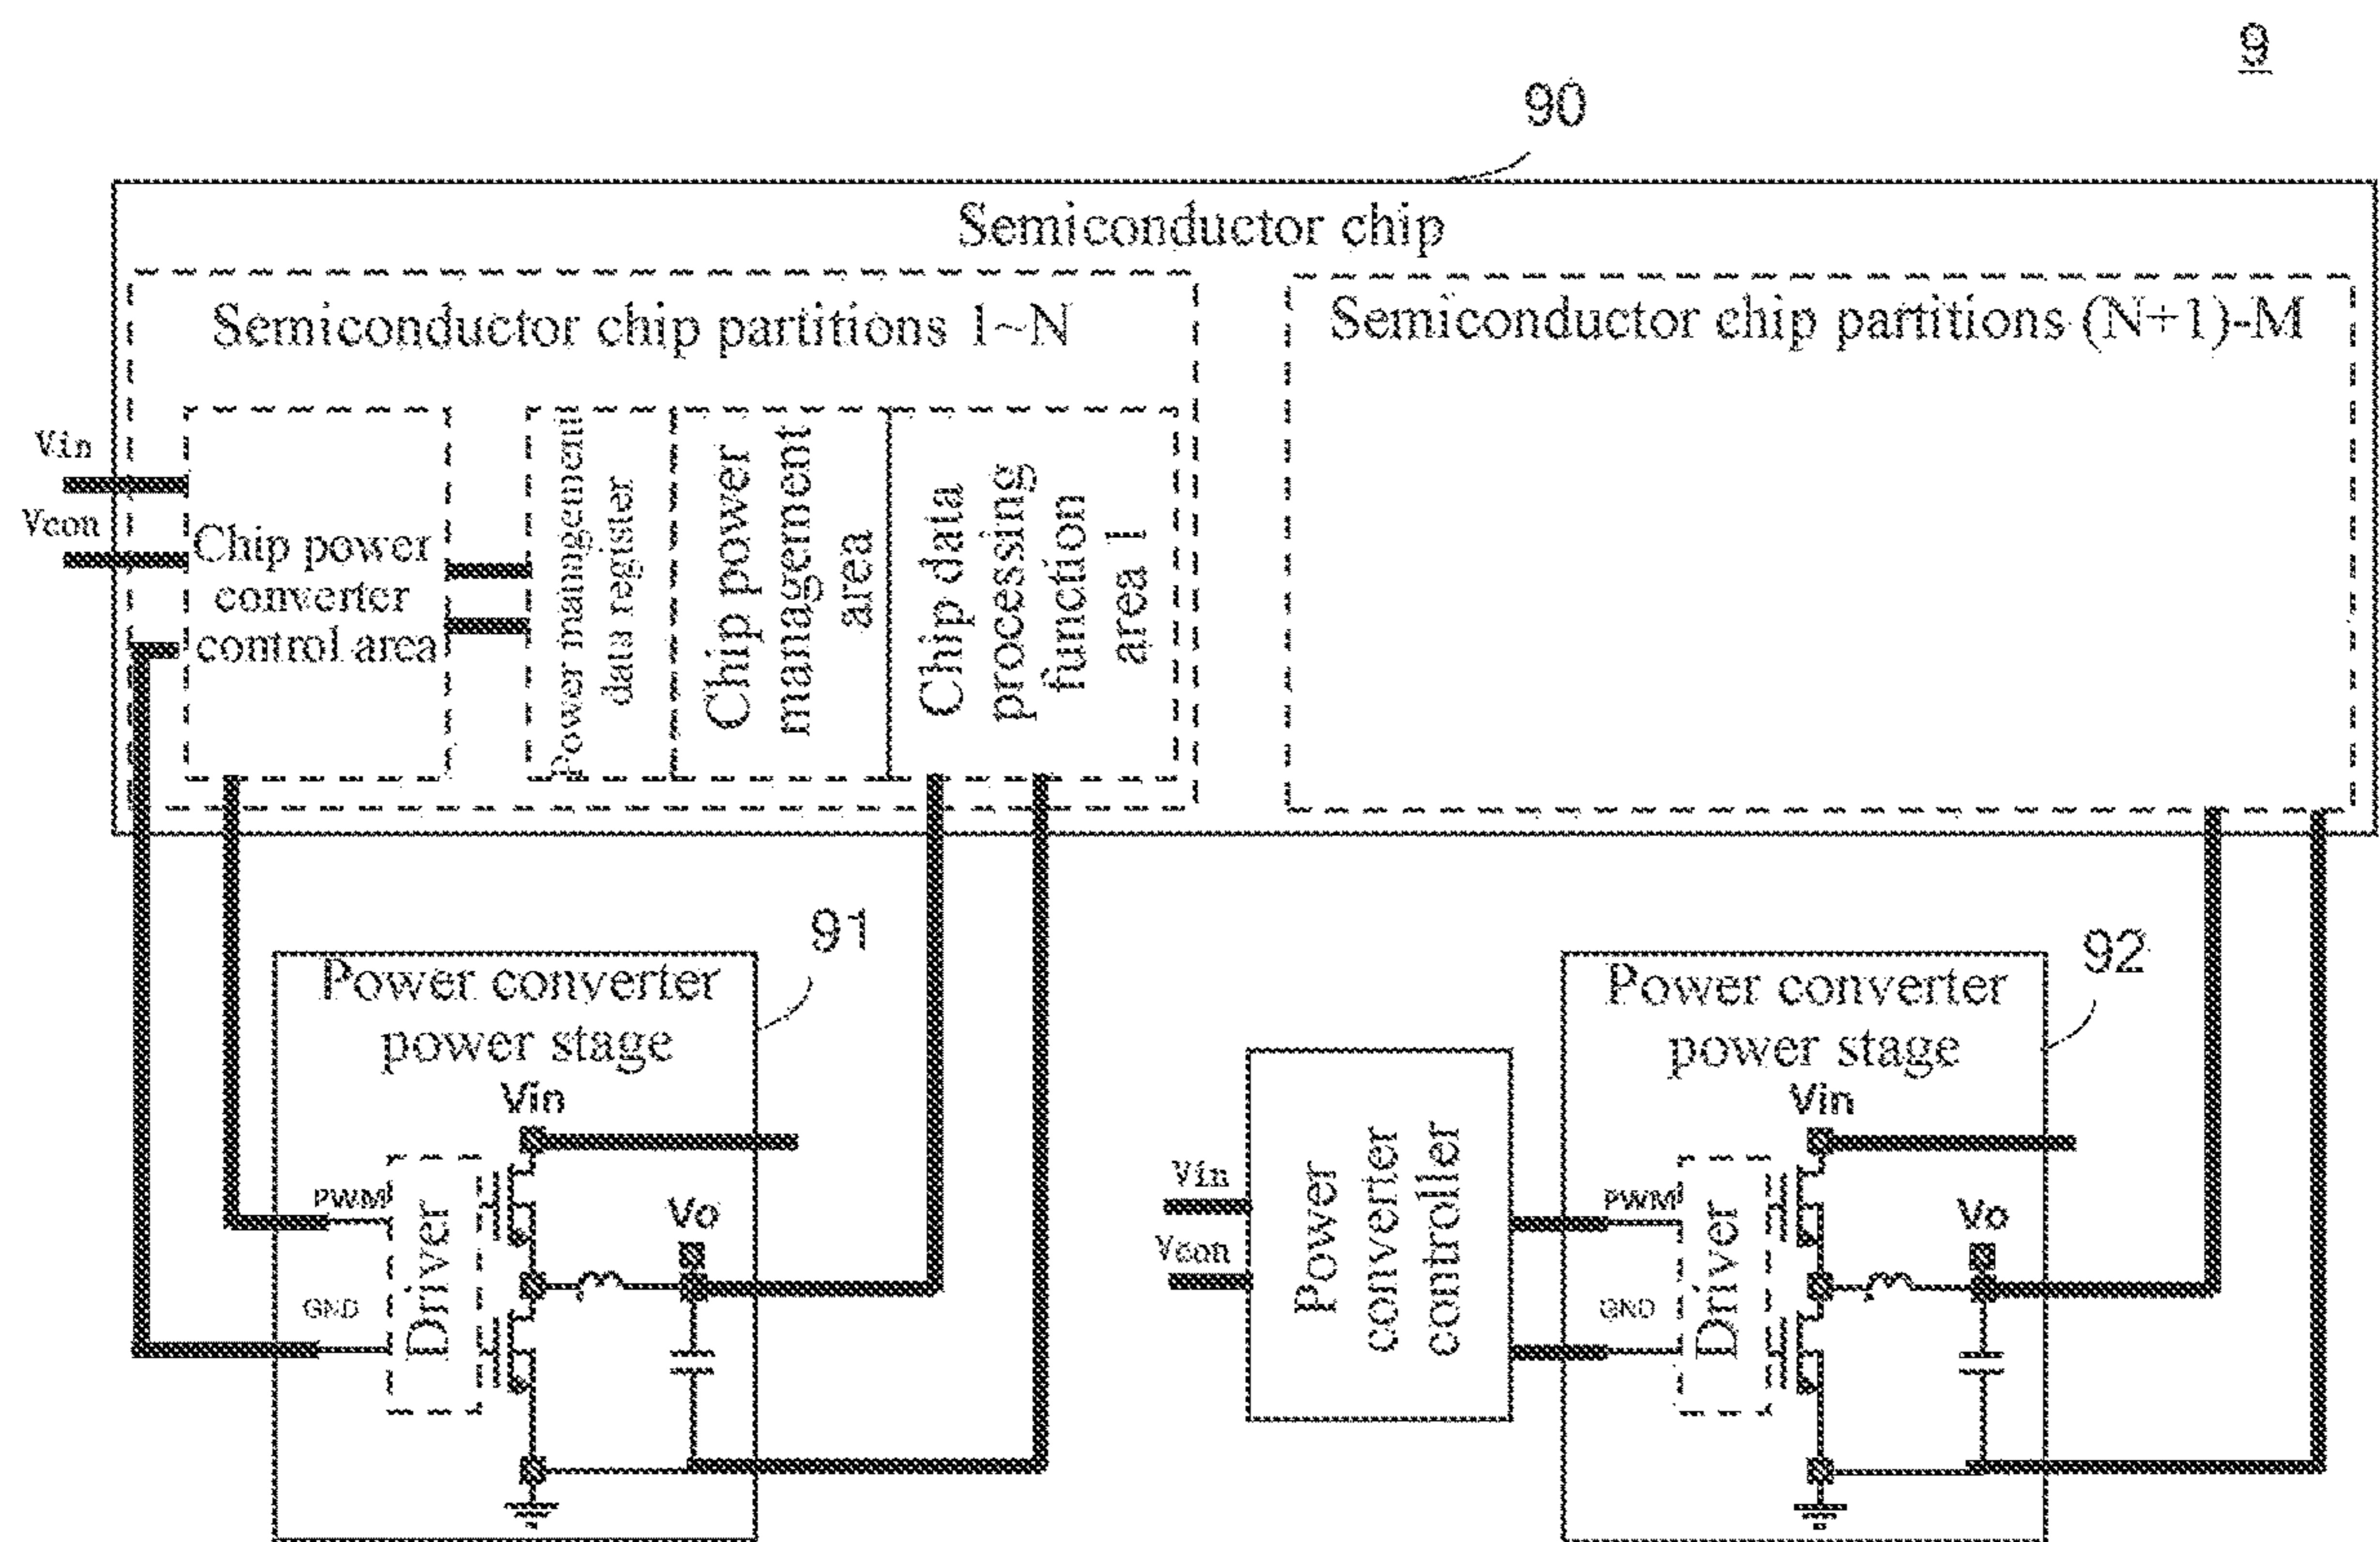 9
90
Semiconductor chip
Semiconductor chip partitions 1~N
Semiconductor chip partitions (N+1)-M
Vin
Vcon
Chip power
converter
control area
Power management
data register
Chip power
management
area
Chip data
processing
function
area 1
91
Power converter
power stage
Vin
PWM
GND
Driver
Vo
Vin
Vcon
Power
converter
controller
92
Power converter
power stage
Vin
PWM
GND
Driver
Vo